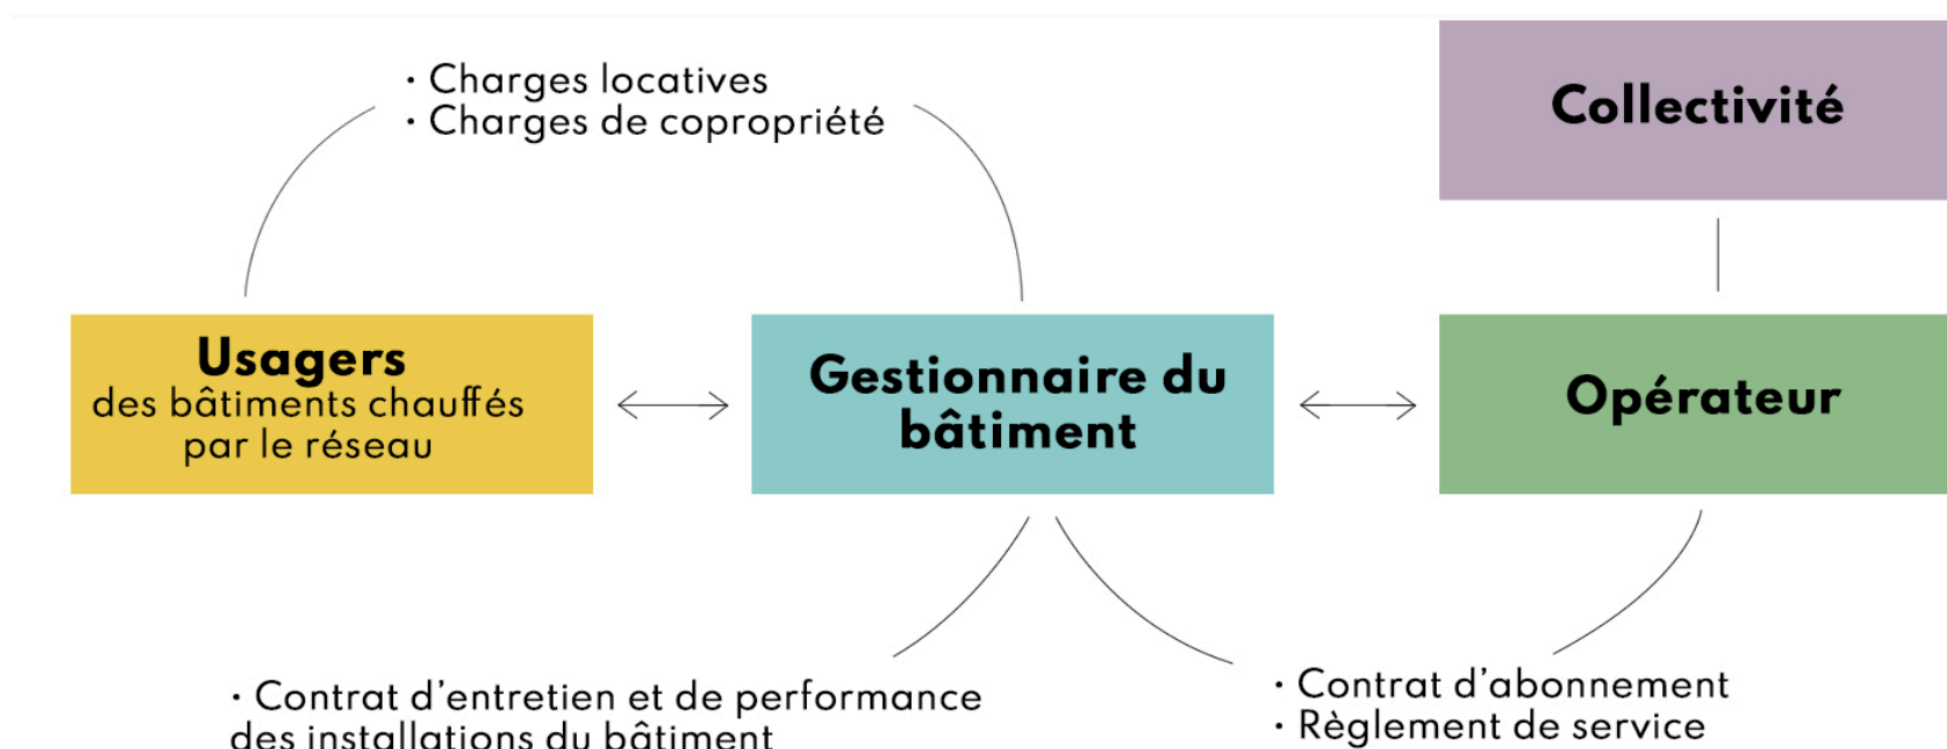 · Charges locatives
· Charges de copropriété
Collectivité
Usagers
des bâtiments chauffés
par le réseau
Gestionnaire du
bâtiment
Opérateur
· Contrat d’entretien et de performance
des installations du bâtiment
· Contrat d’abonnement
· Règlement de service